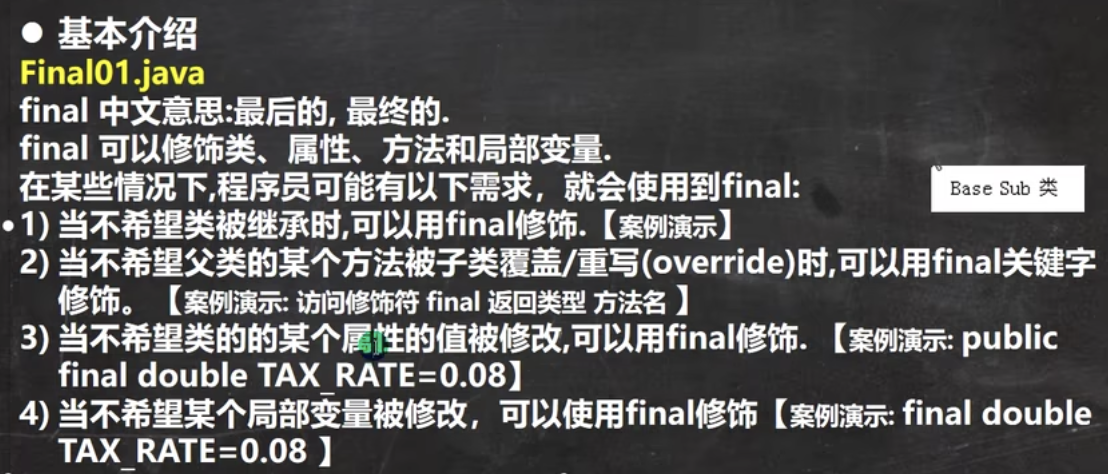 ● 基本介绍
Final01.java
final 中文意思:最后的, 最终的.
final 可以修饰类、属性、方法和局部变量.
在某些情况下,程序员可能有以下需求，就会使用到final:
Base Sub 类
1) 当不希望类被继承时,可以用final修饰.【案例演示】
2) 当不希望父类的某个方法被子类覆盖/重写(override)时,可以用final关键字
修饰。【案例演示: 访问修饰符 final 返回类型 方法名 】
3) 当不希望类的的某个属性的值被修改,可以用final修饰. 【案例演示: public
final double TAX_RATE=0.08】
4) 当不希望某个局部变量被修改，可以使用final修饰【案例演示: final double
TAX_RATE=0.08 】